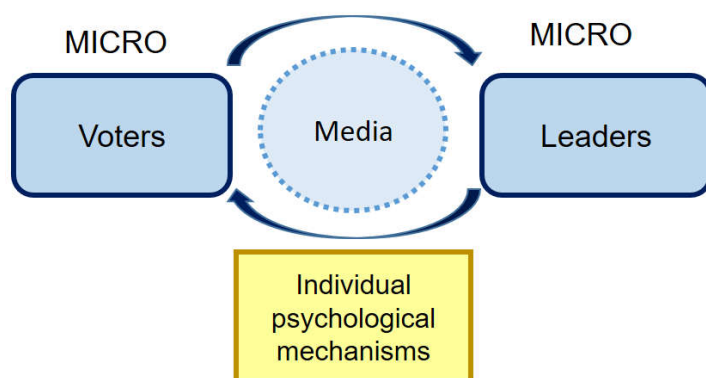 MICRO
MICRO
Voters
Media
Leaders
Individual
psychological
mechanisms